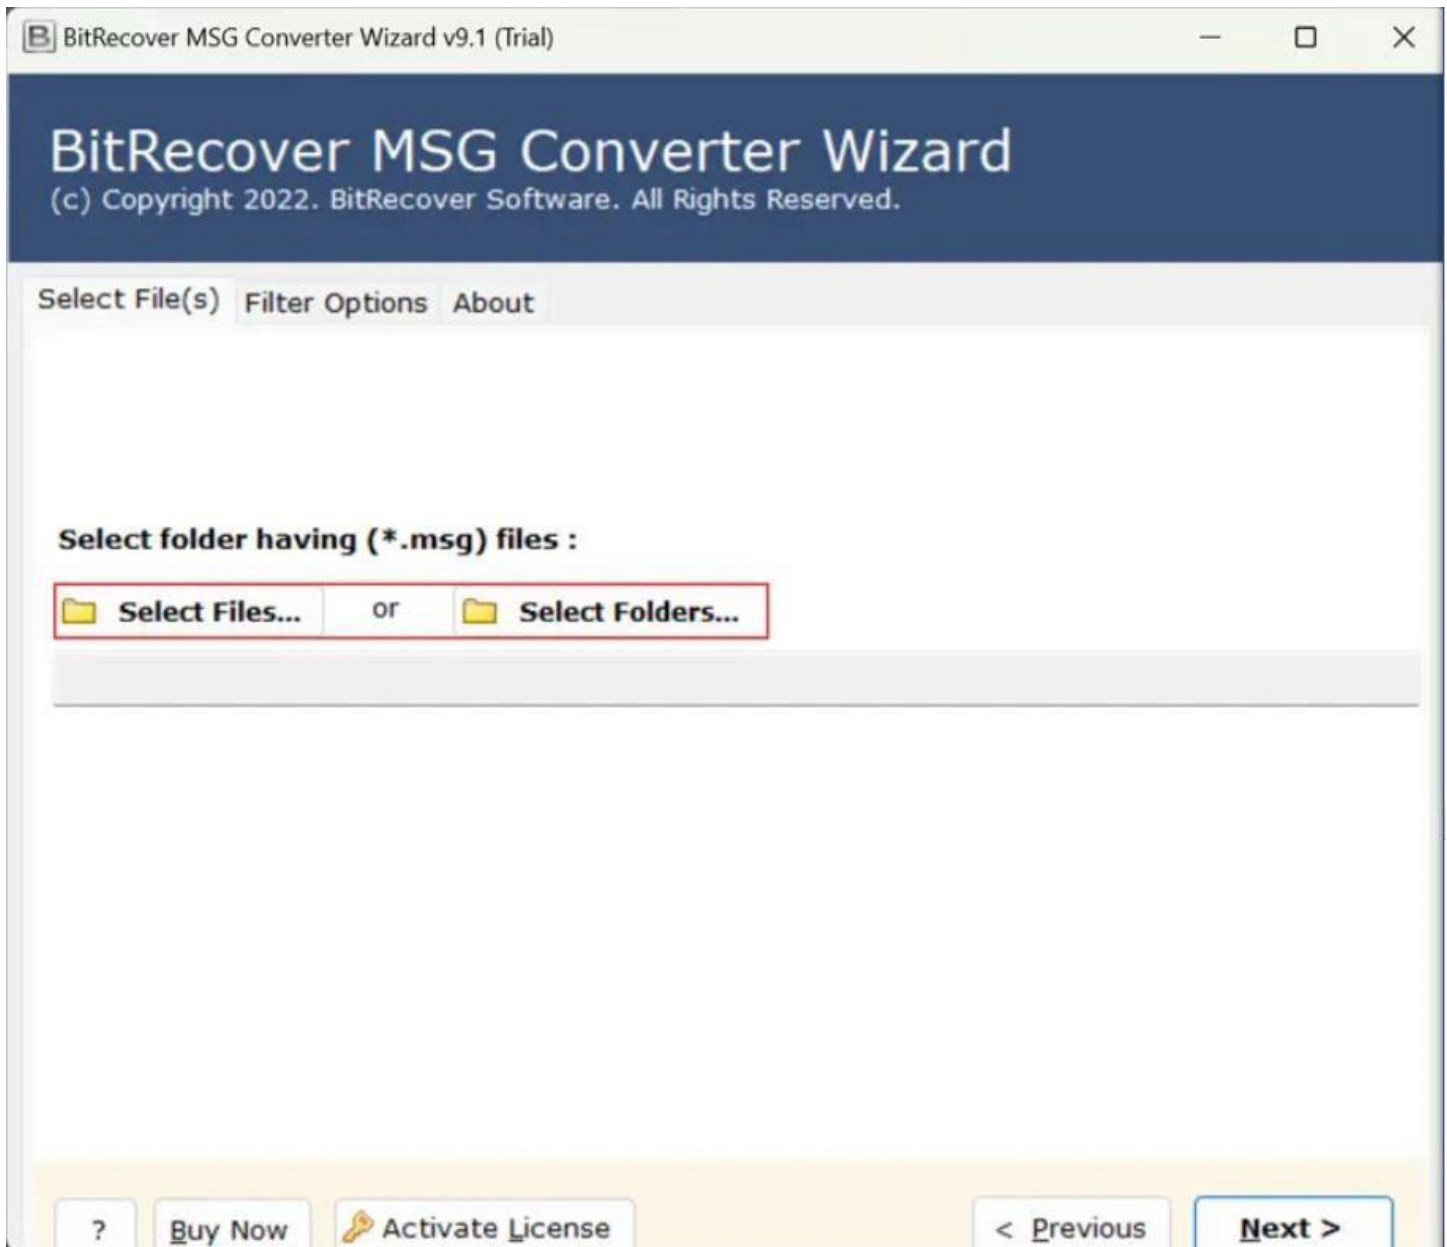 BitRecover MSG Converter Wizard v9.1 (Trial)
BitRecover MSG Converter Wizard
(c) Copyright 2022. BitRecover Software. All Rights Reserved.
Select File(s) Filter Options About
Select folder having (*.msg) files :
Select Files... or Select Folders...
? Buy Now Activate License < Previous Next >